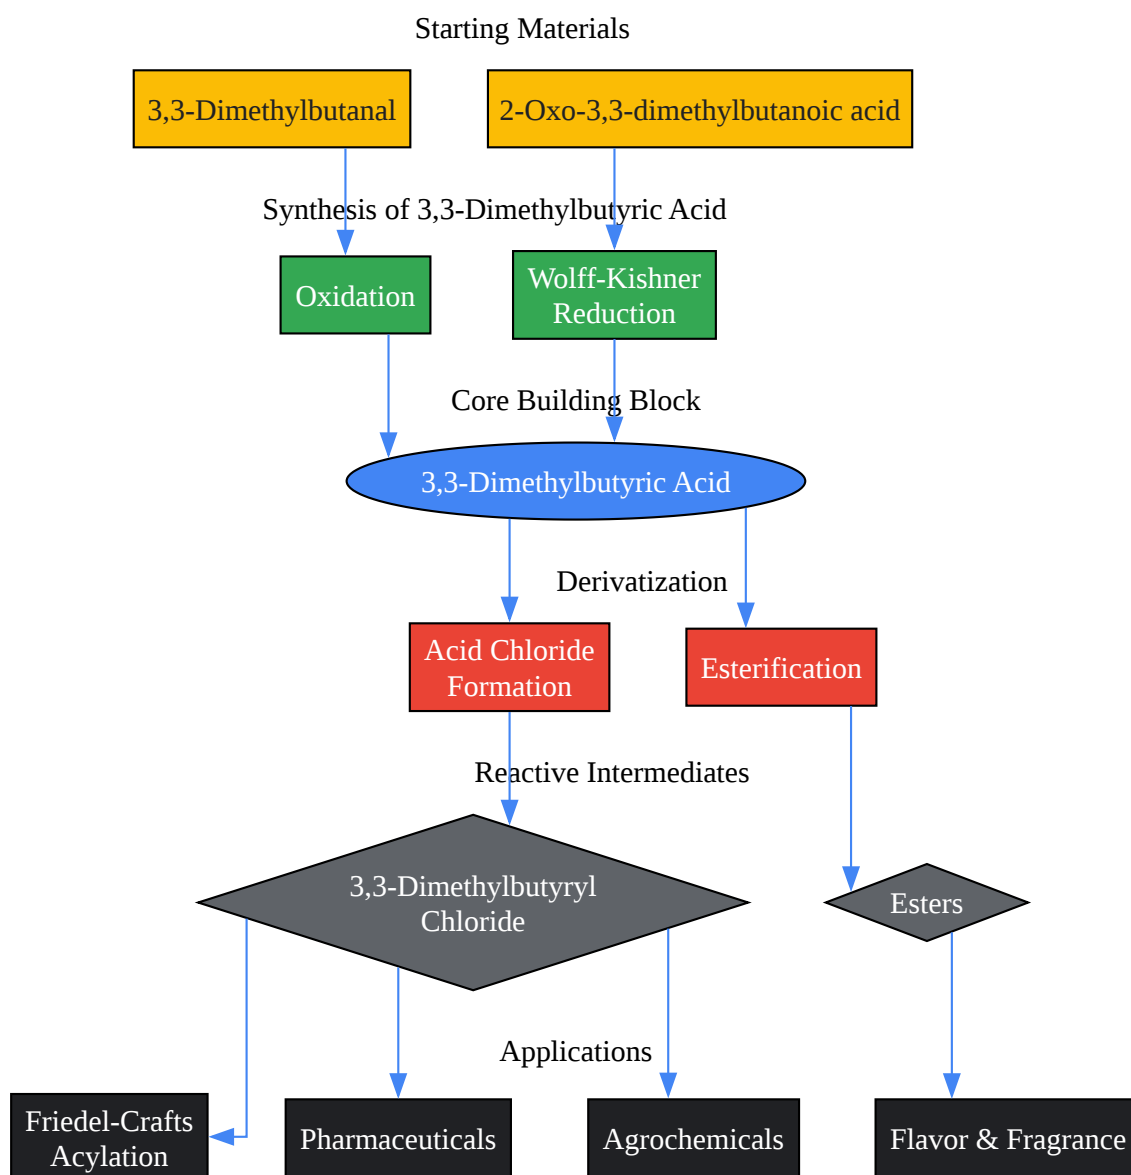 Starting Materials
3,3-Dimethylbutanal
2-Oxo-3,3-dimethylbutanoic acid
Synthesis of 3,3-Dimethylbutyric Acid
Oxidation
Wolff-Kishner
Reduction
Core Building Block
3,3-Dimethylbutyric Acid
Derivatization
Acid Chloride
Formation
Esterification
Reactive Intermediates
3,3-Dimethylbutyryl
Chloride
Esters
Applications
Friedel-Crafts
Acylation
Pharmaceuticals
Agrochemicals
Flavor & Fragrance